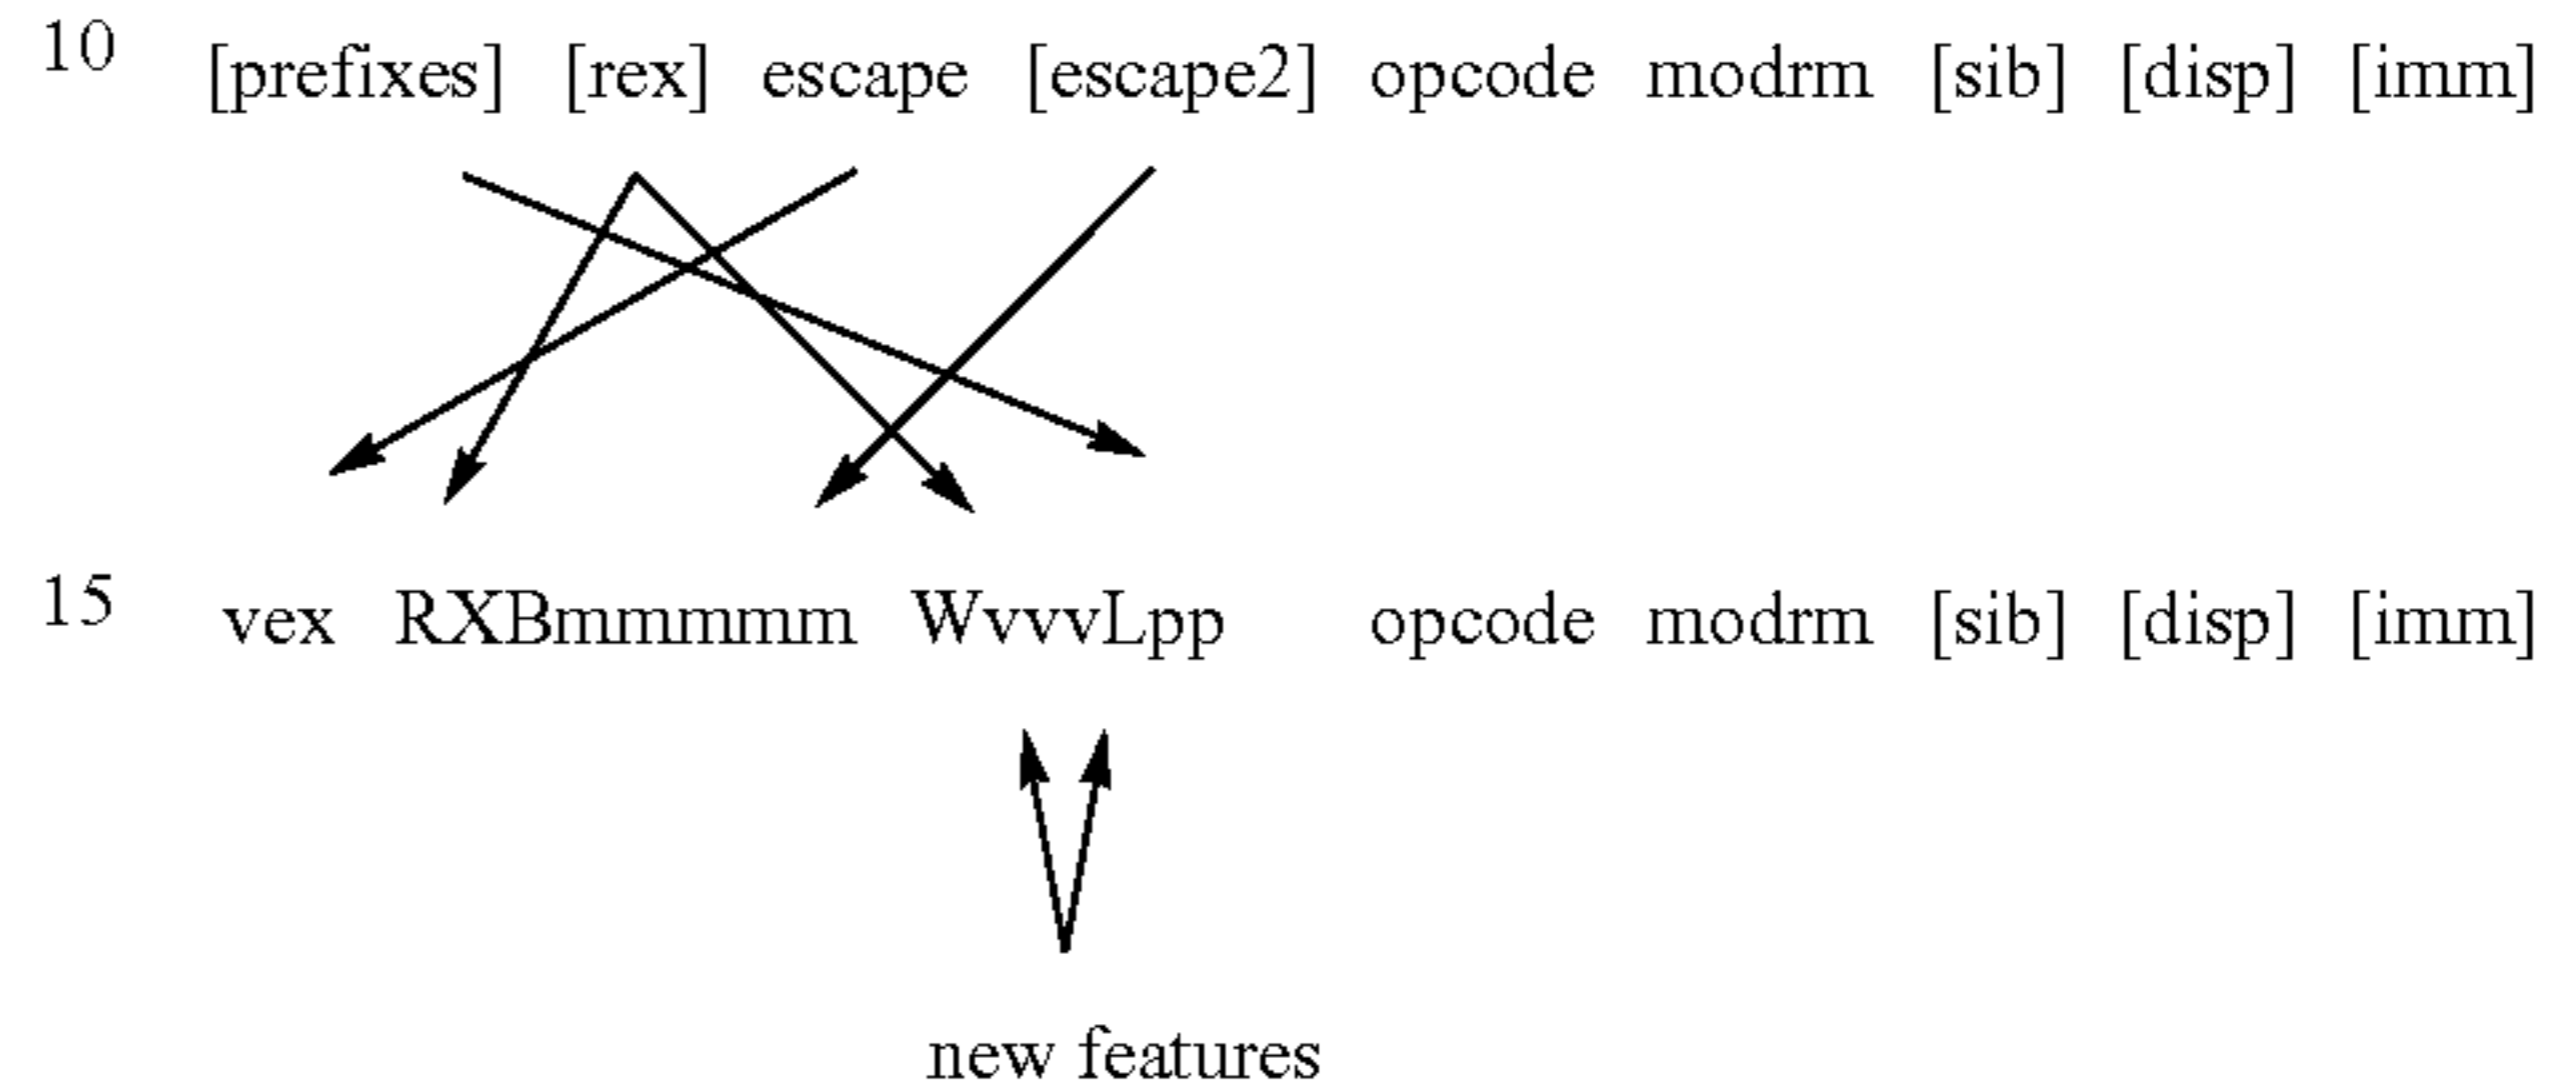 10 [prefixes] [rex] escape [escape2] opcode modrm [sib] [disp] [imm]
15 vex RXBmmmmm WvvvLpp opcode modrm [sib] [disp] [imm]
new features